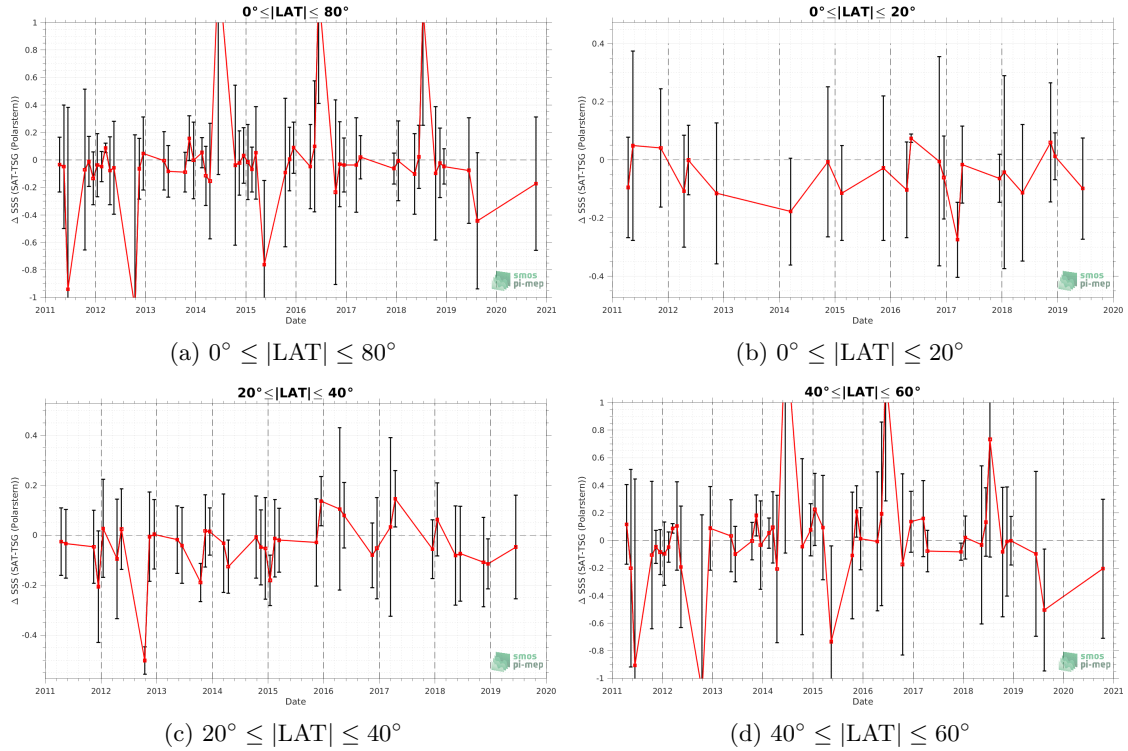 0°≤|LAT|≤ 80°
Δ SSS (SAT-TSG (Polarstern))
1
0.8
0.6
0.4
0.2
0
-0.2
-0.4
-0.6
-0.8
-1
2011 2012 2013 2014 2015 2016 2017 2018 2019 2020 2021
Date
smos
pi-mep
(a) 0° ≤ |LAT| ≤ 80°
0°≤|LAT|≤ 20°
Δ SSS (SAT-TSG (Polarstern))
0.4
0.2
0
-0.2
-0.4
2011 2012 2013 2014 2015 2016 2017 2018 2019 2020
Date
smos
pi-mep
(b) 0° ≤ |LAT| ≤ 20°
20°≤|LAT|≤ 40°
Δ SSS (SAT-TSG (Polarstern))
0.4
0.2
0
-0.2
-0.4
2011 2012 2013 2014 2015 2016 2017 2018 2019 2020
Date
smos
pi-mep
(c) 20° ≤ |LAT| ≤ 40°
40°≤|LAT|≤ 60°
Δ SSS (SAT-TSG (Polarstern))
1
0.8
0.6
0.4
0.2
0
-0.2
-0.4
-0.6
-0.8
-1
2011 2012 2013 2014 2015 2016 2017 2018 2019 2020 2021
Date
smos
pi-mep
(d) 40° ≤ |LAT| ≤ 60°